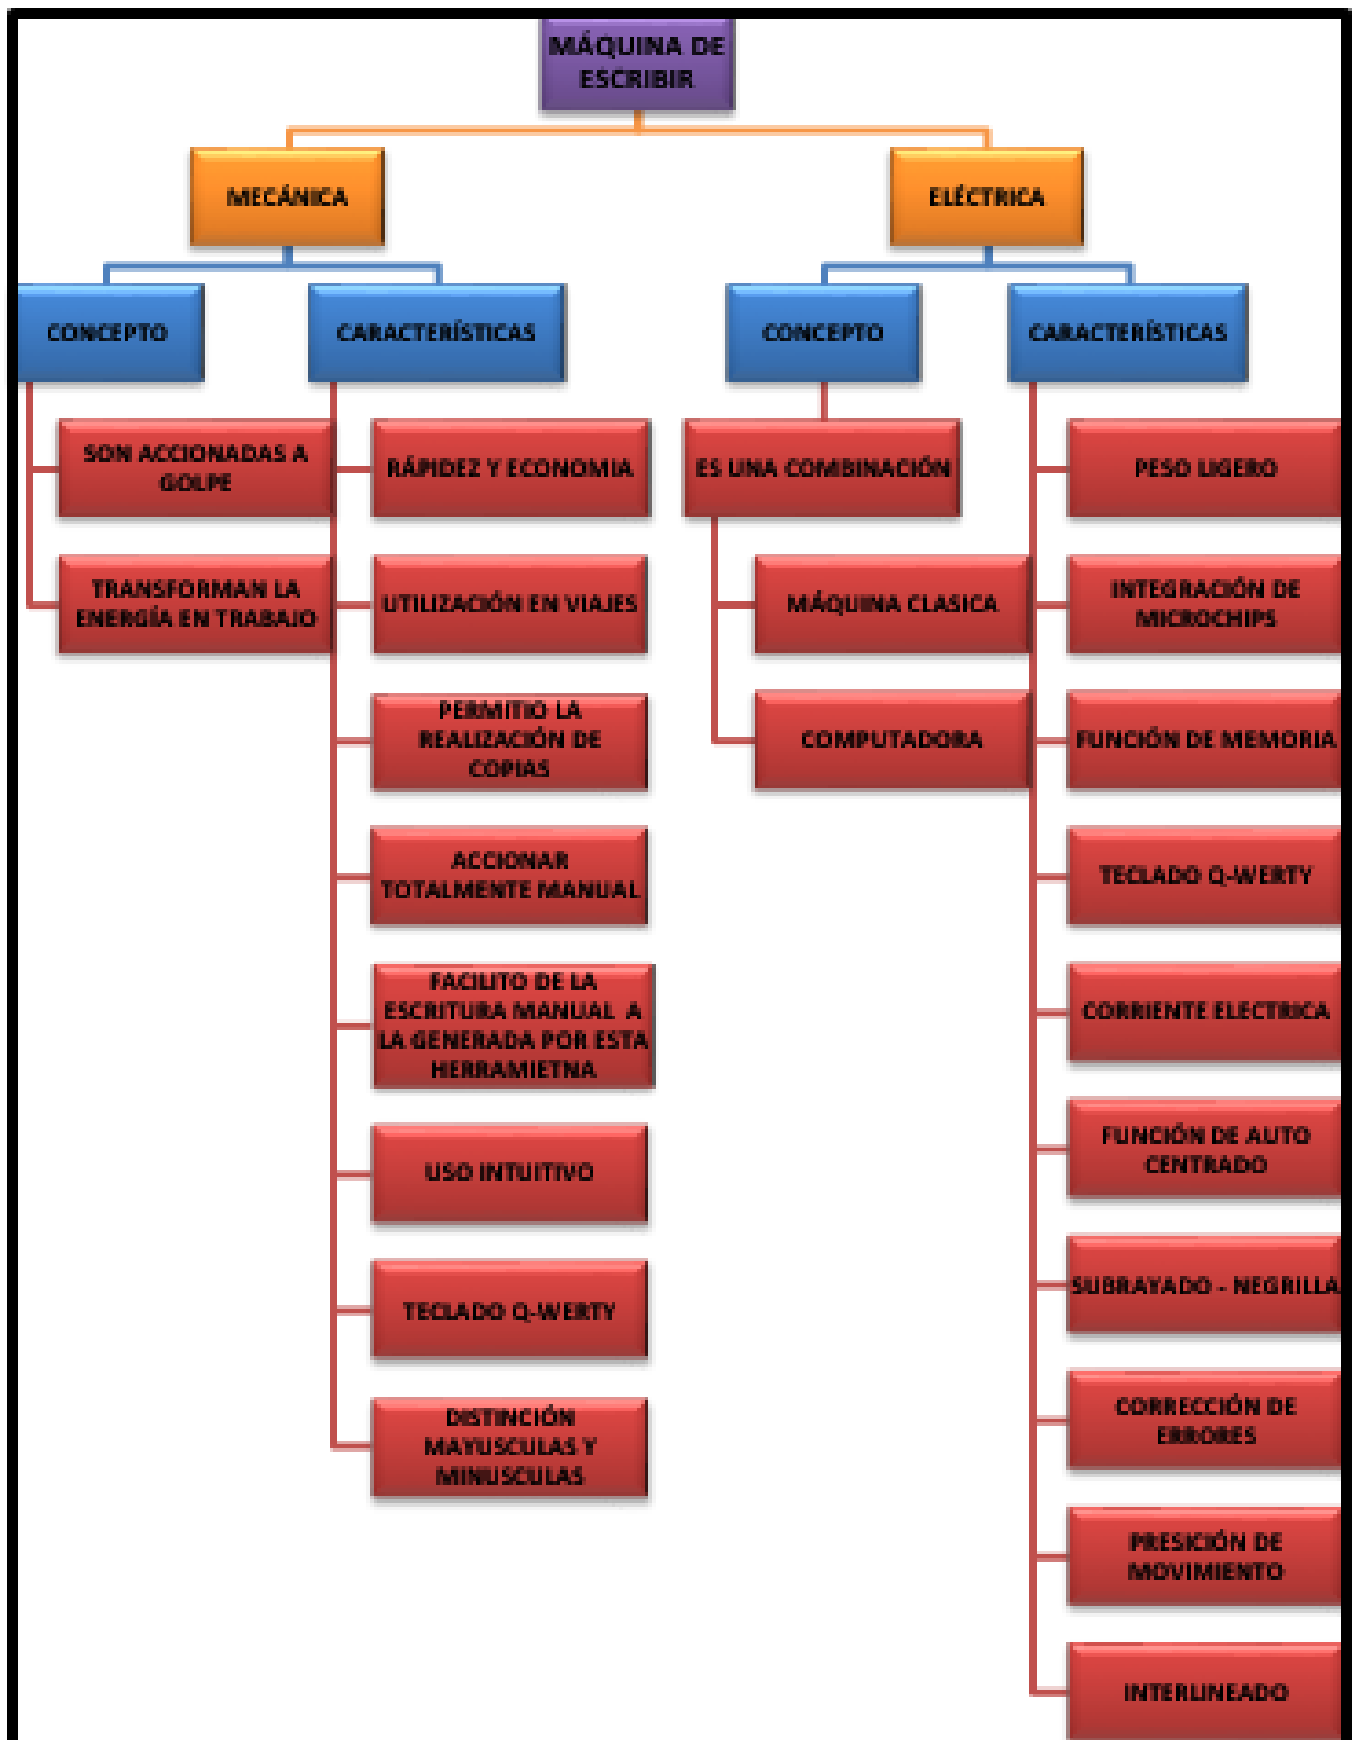 MÁQUINA DE
ESCRIBIR
MECÁNICA
CONCEPTO
SON ACCIONADAS A
GOLPE
TRANSFORMAN LA
ENERGÍA EN TRABAJO
CARACTERÍSTICAS
RÁPIDEZ Y ECONOMIA
UTILIZACIÓN EN VIAJES
PERMITIO LA
REALIZACIÓN DE
COPIAS
ACCIONAR
TOTALMENTE MANUAL
FACILITO DE LA
ESCRITURA MANUAL A
LA GENERADA POR ESTA
HERRAMIETNA
USO INTUITIVO
TECLADO Q-WERTY
DISTINCIÓN
MAYUSCULAS Y
MINUSCULAS
ELÉCTRICA
CONCEPTO
ES UNA COMBINACIÓN
MÁQUINA CLASICA
COMPUTADORA
CARACTERÍSTICAS
PESO LIGERO
INTEGRACIÓN DE
MICROCHIPS
FUNCIÓN DE MEMORIA
TECLADO Q-WERTY
CORRIENTE ELECTRICA
FUNCIÓN DE AUTO
CENTRADO
SUBRAYADO - NEGRILLA
CORRECCIÓN DE
ERRORES
PRESICIÓN DE
MOVIMIENTO
INTERLINEADO